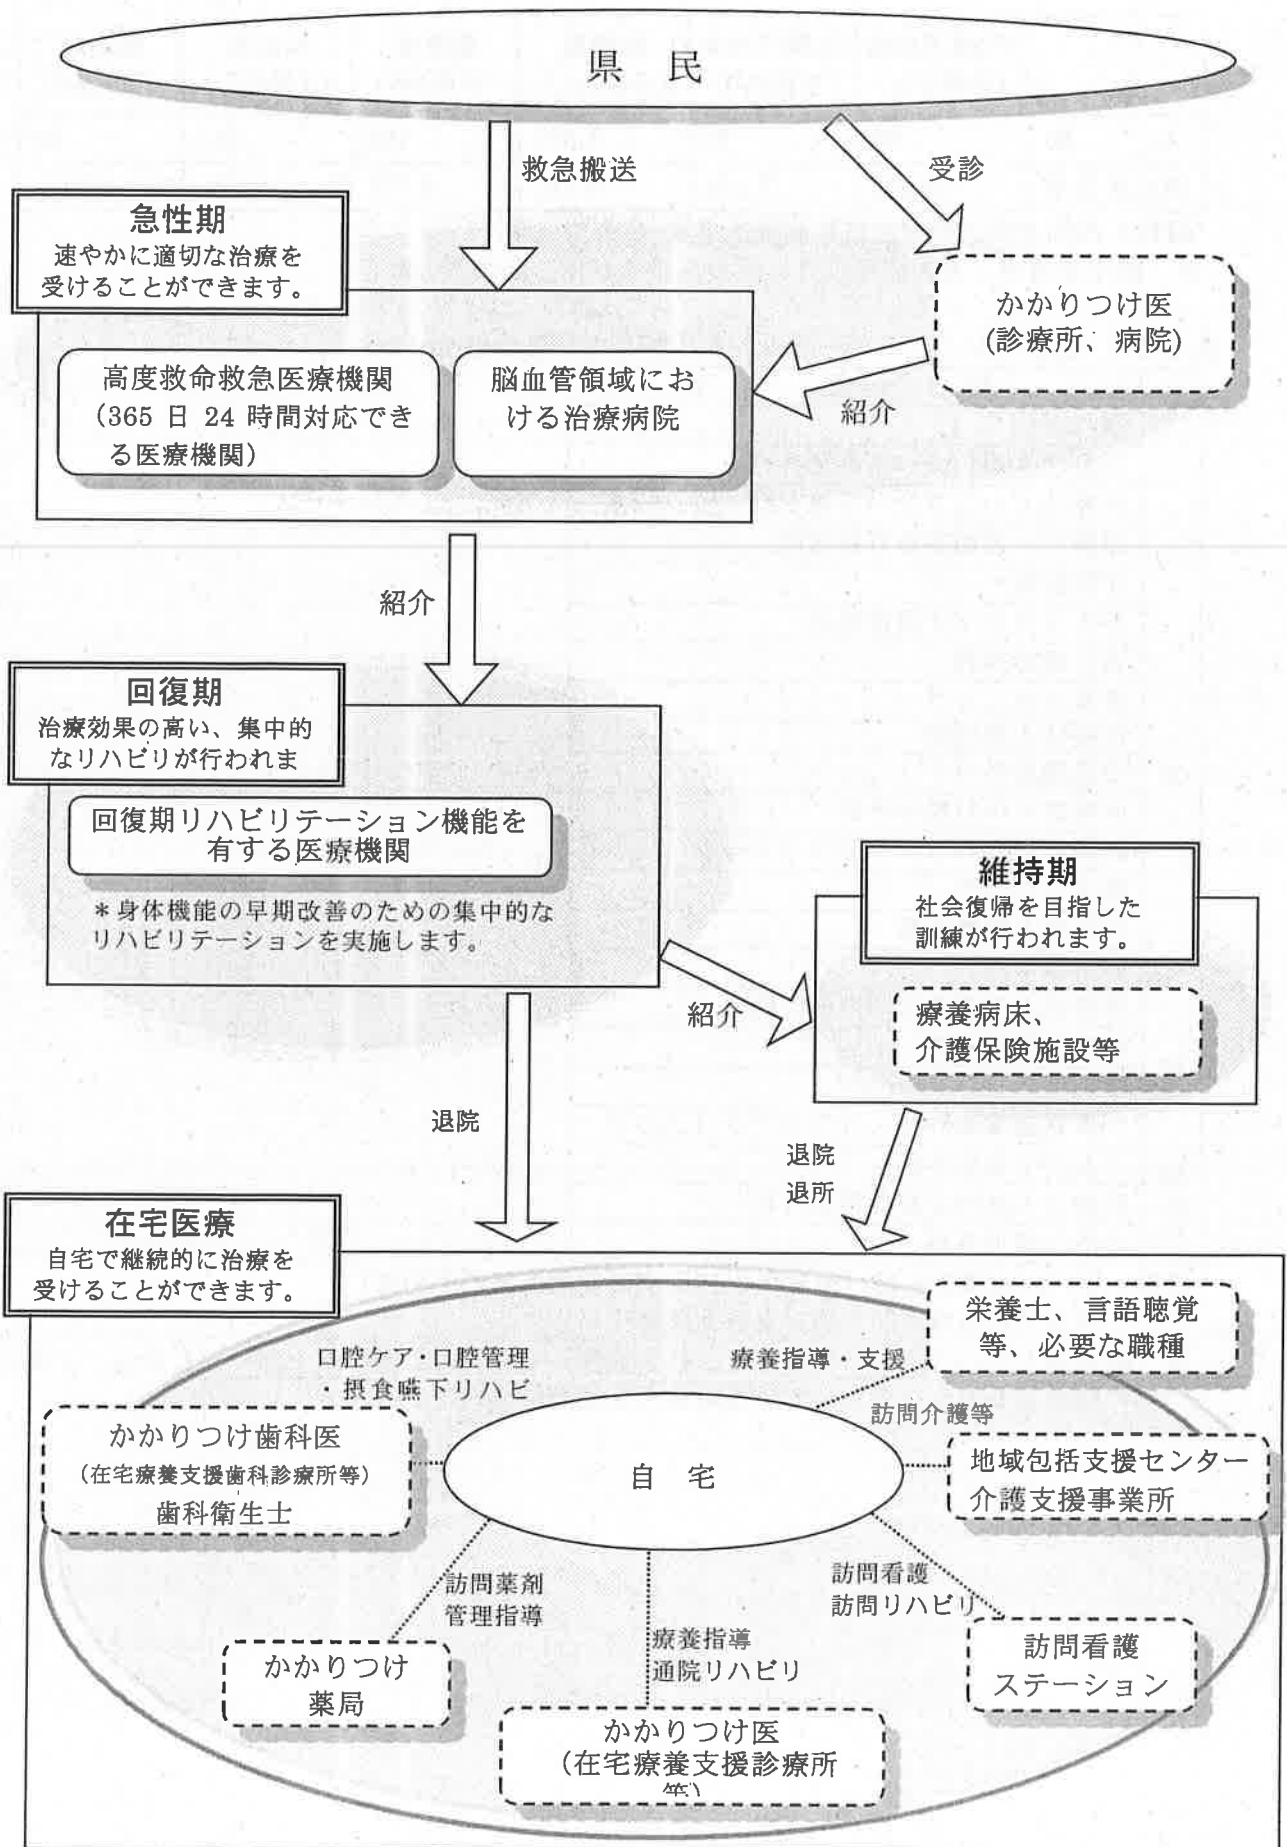 県　民
救急搬送
受診
急性期
速やかに適切な治療を
受けることができます。
かかりつけ医
(診療所、病院)
高度救命救急医療機関
(365 日 24 時間対応でき
る医療機関)
脳血管領域にお
ける治療病院
紹介
紹介
回復期
治療効果の高い、集中的
なリハビリが行われま
回復期リハビリテーション機能を
有する医療機関
＊身体機能の早期改善のための集中的な
リハビリテーションを実施します。
維持期
社会復帰を目指した
訓練が行われます。
紹介
療養病床、
介護保険施設等
退院
退院
退所
在宅医療
自宅で継続的に治療を
受けることができます。
栄養士、言語聴覚
等、必要な職種
口腔ケア・口腔管理
・摂食嚥下リハビ
療養指導・支援
訪問介護等
かかりつけ歯科医
(在宅療養支援歯科診療所等)
歯科衛生士
自　宅
地域包括支援センター
介護支援事業所
訪問薬剤
管理指導
訪問看護
訪問リハビリ
療養指導
通院リハビリ
かかりつけ
薬局
訪問看護
ステーション
かかりつけ医
(在宅療養支援診療所